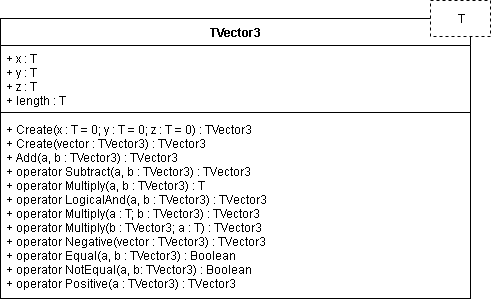 T
TVector3
+ x : T
+ y : T
+ z : T
+ length : T
+ Create(x : T = 0; y : T = 0; z : T = 0) : TVector3
+ Create(vector : TVector3) : TVector3
+ Add(a, b : TVector3) : TVector3
+ operator Subtract(a, b : TVector3) : TVector3
+ operator Multiply(a, b : TVector3) : T
+ operator LogicalAnd(a, b : TVector3) : TVector3
+ operator Multiply(a : T; b : TVector3) : TVector3
+ operator Multiply(b : TVector3; a : T) : TVector3
+ operator Negative(vector : TVector3) : TVector3
+ operator Equal(a, b : TVector3) : Boolean
+ operator NotEqual(a, b: TVector3) : Boolean
+ operator Positive(a : TVector3) : TVector3